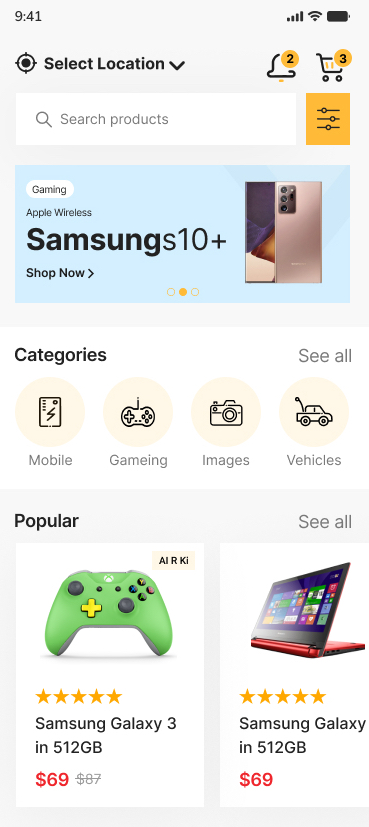 9:41
Select Location
2
3
Search products
Gaming
Apple Wireless
Samsungs10+
Shop Now
Categories
See all
Mobile
Gameing
Images
Vehicles
Popular
See all
AI R Ki
Samsung Galaxy 3
in 512GB
$69 $87
Samsung Galaxy
in 512GB
$69